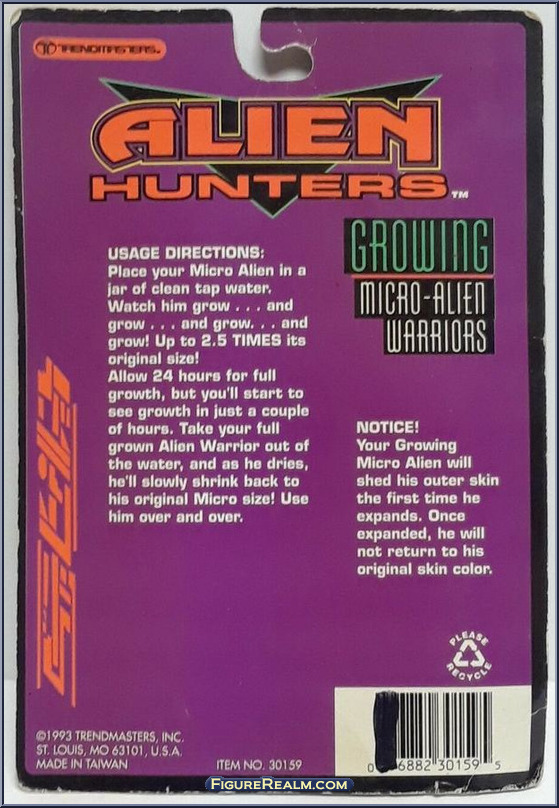 TRENDMASTERS.
ALIEN
HUNTERS™
GROWING
MICRO-ALIEN
WARRIORS
USAGE DIRECTIONS:
Place your Micro Alien in a
jar of clean tap water.
Watch him grow . . . and
grow . . . and grow. . . and
grow! Up to 2.5 TIMES its
original size!
Allow 24 hours for full
growth, but you'll start to
see growth in just a couple
of hours. Take your full
grown Alien Warrior out of
the water, and as he dries,
he'll slowly shrink back to
his original Micro size! Use
him over and over.
NOTICE!
Your Growing
Micro Alien will
shed his outer skin
the first time he
expands. Once
expanded, he will
not return to his
original skin color.
PLEASE
RECYCLE
©1993 TRENDMASTERS, INC.
ST. LOUIS, MO 63101, U.S.A.
MADE IN TAIWAN
ITEM NO. 30159
0 6882 30159 5
FIGUREREALM.COM